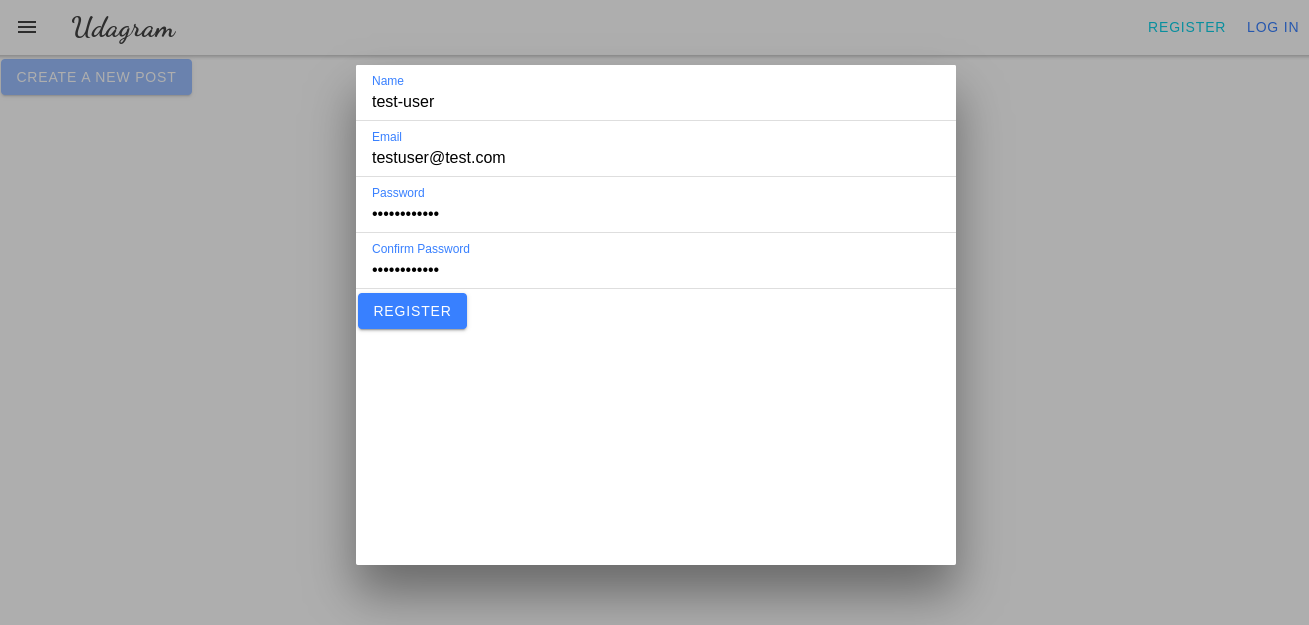 Udagram
REGISTER LOG IN
CREATE A NEW POST
Name
test-user
Email
testuser@test.com
Password
••••••••••••
Confirm Password
••••••••••••
REGISTER